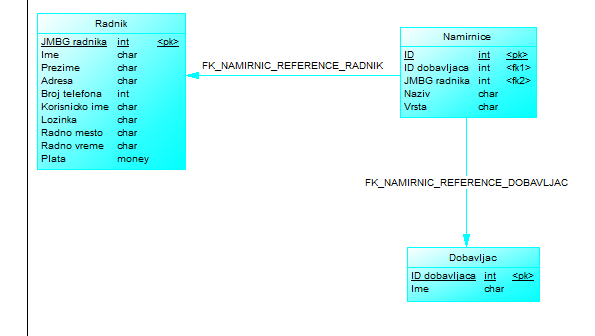 Radnik
JMBG radnika int <pk>
Ime char
Prezime char
Adresa char
Broj telefona int
Korisnicko ime char
Lozinka char
Radno mesto char
Radno vreme char
Plata money
FK_NAMIRNIC_REFERENCE_RADNIK
Namirnice
ID int <pk>
ID dobavljaca int <fk1>
JMBG radnika int <fk2>
Naziv char
Vrsta char
FK_NAMIRNIC_REFERENCE_DOBAVLJAC
Dobavljac
ID dobavljaca int <pk>
Ime char